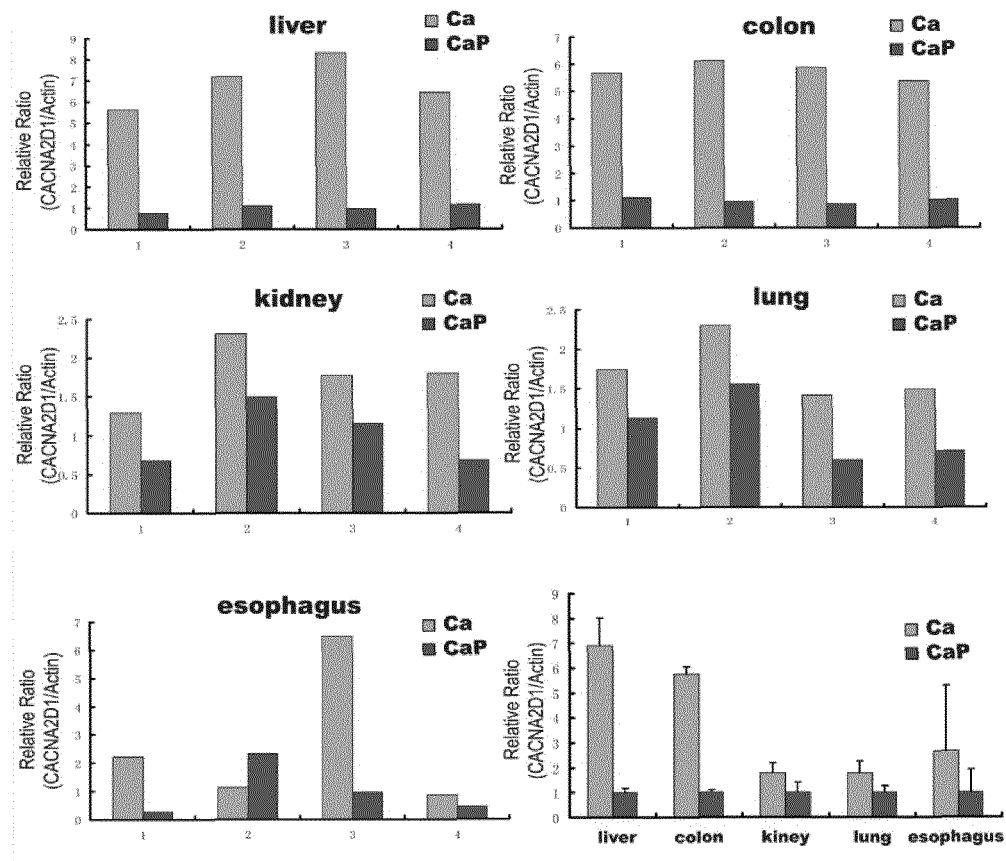 liver
Ca
CaP
Relative Ratio
(CACNA2D1/Actin)
9
8
7
6
5
4
3
2
1
0
1 2 3 4
colon
Ca
CaP
Relative Ratio
(CACNA2D1/Actin)
7
6
5
4
3
2
1
0
1 2 3 4
kidney
Ca
CaP
Relative Ratio
(CACNA2D1/Actin)
2.5
2
1.5
1
0.5
0
1 2 3 4
lung
Ca
CaP
Relative Ratio
(CACNA2D1/Actin)
2.5
2
1.5
1
0.5
0
1 2 3 4
esophagus
Ca
CaP
Relative Ratio
(CACNA2D1/Actin)
7
6
5
4
3
2
1
0
1 2 3 4
Ca
CaP
Relative Ratio
(CACNA2D1/Actin)
9
8
7
6
5
4
3
2
1
0
liver colon kiney lung esophagus